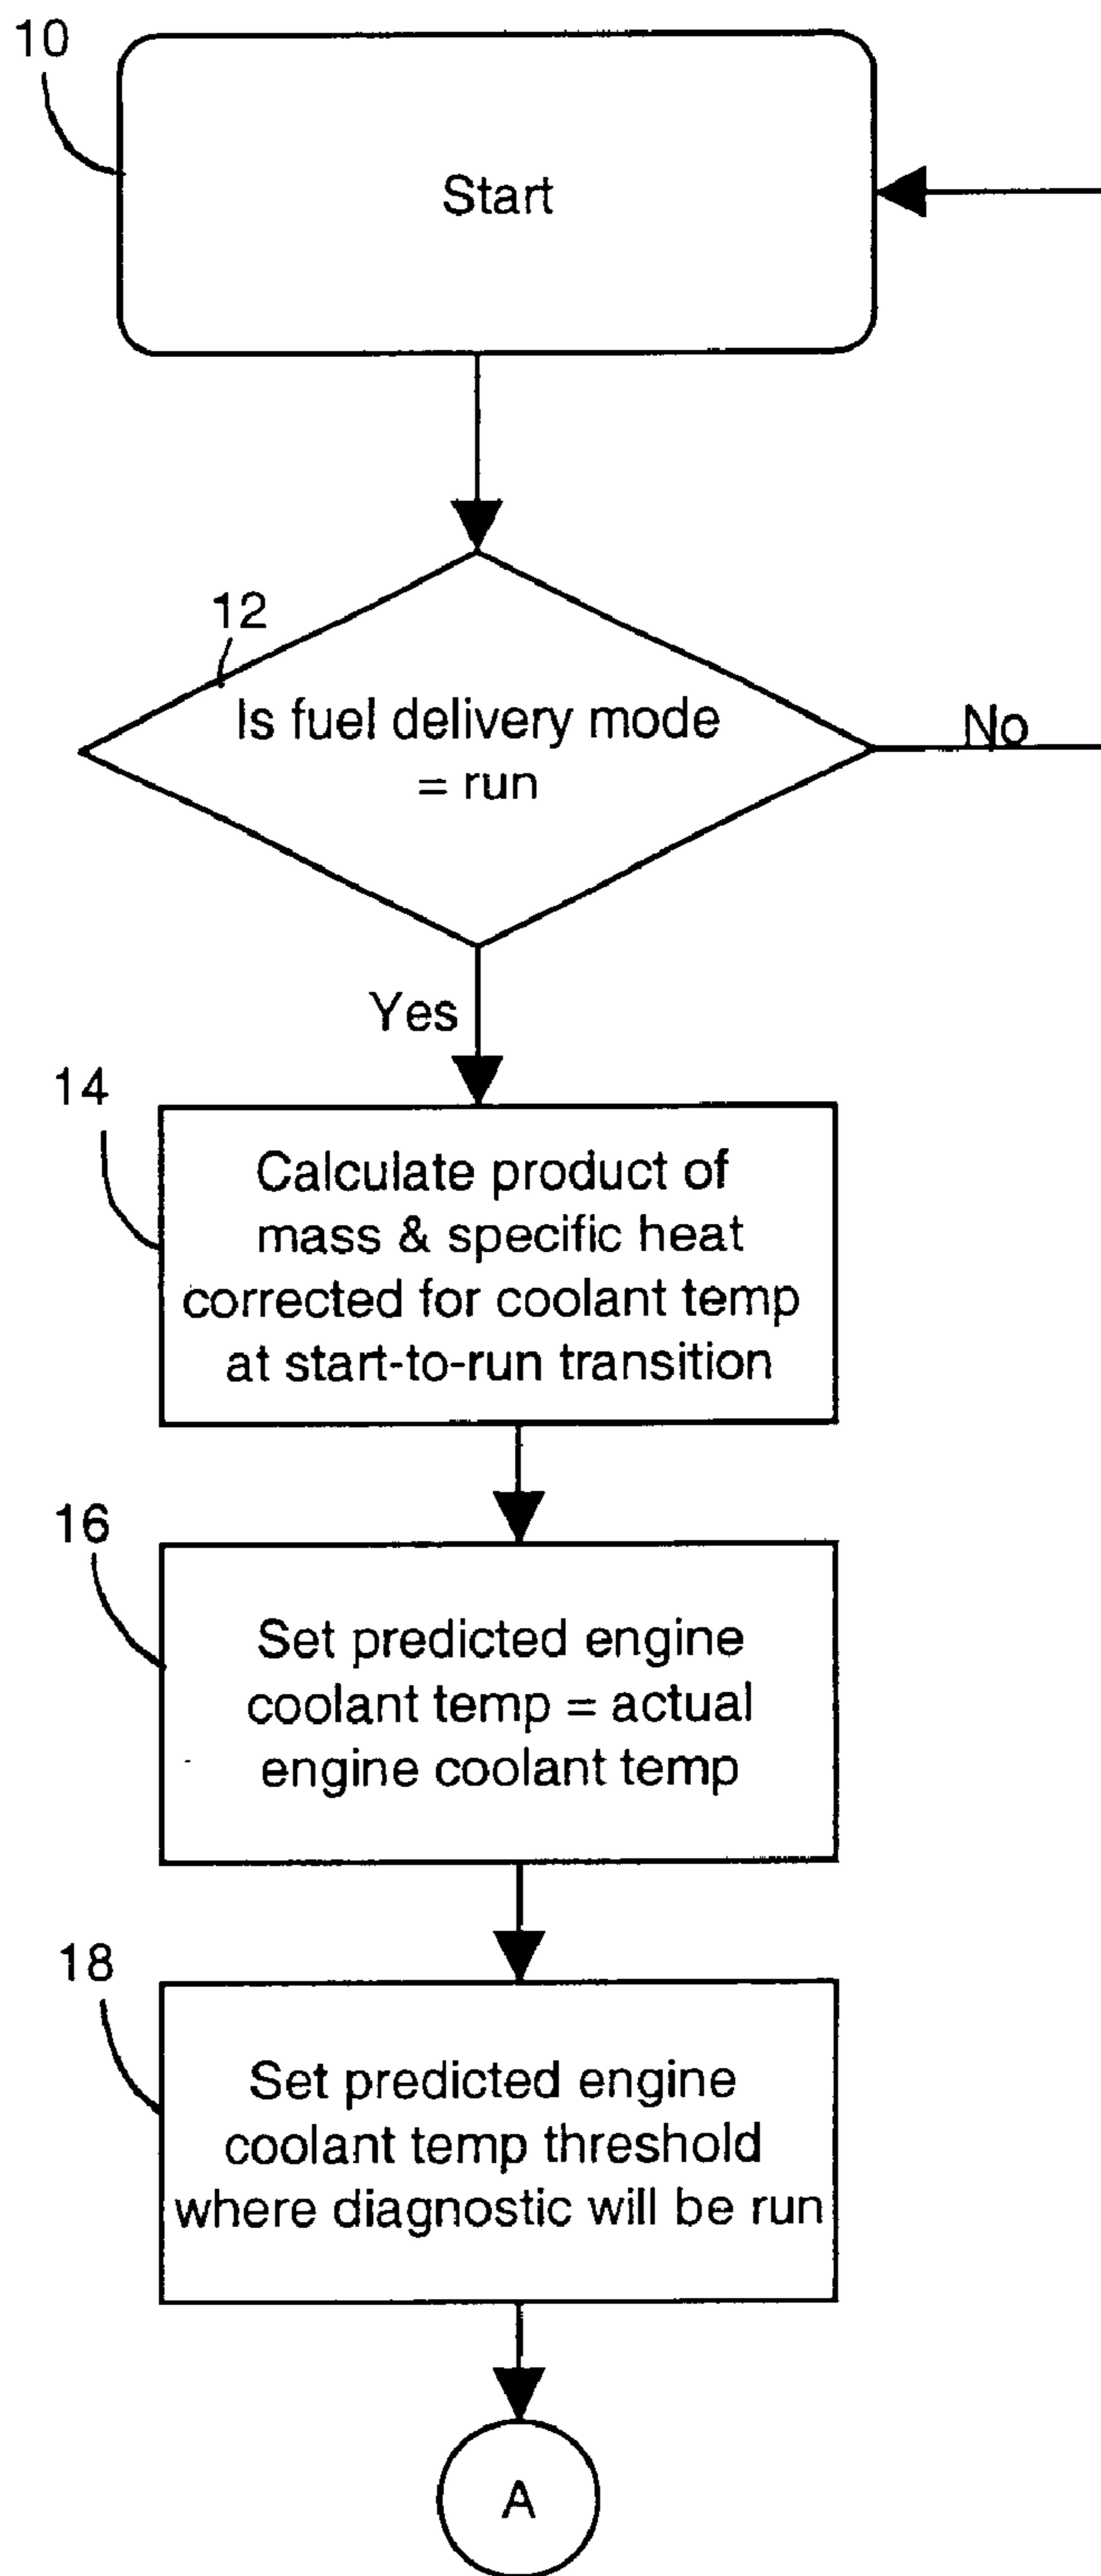 10
Start
12
Is fuel delivery mode
= run
No
Yes
14
Calculate product of
mass & specific heat
corrected for coolant temp
at start-to-run transition
16
Set predicted engine
coolant temp = actual
engine coolant temp
18
Set predicted engine
coolant temp threshold
where diagnostic will be run
A